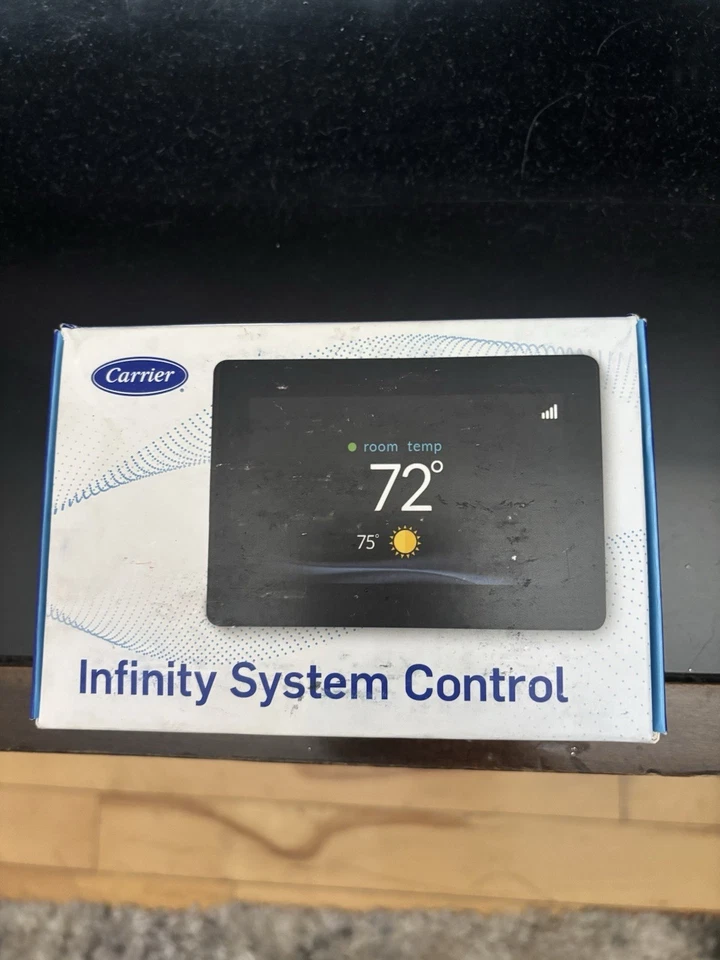 Carrier
room temp
72°
75°
Infinity System Control